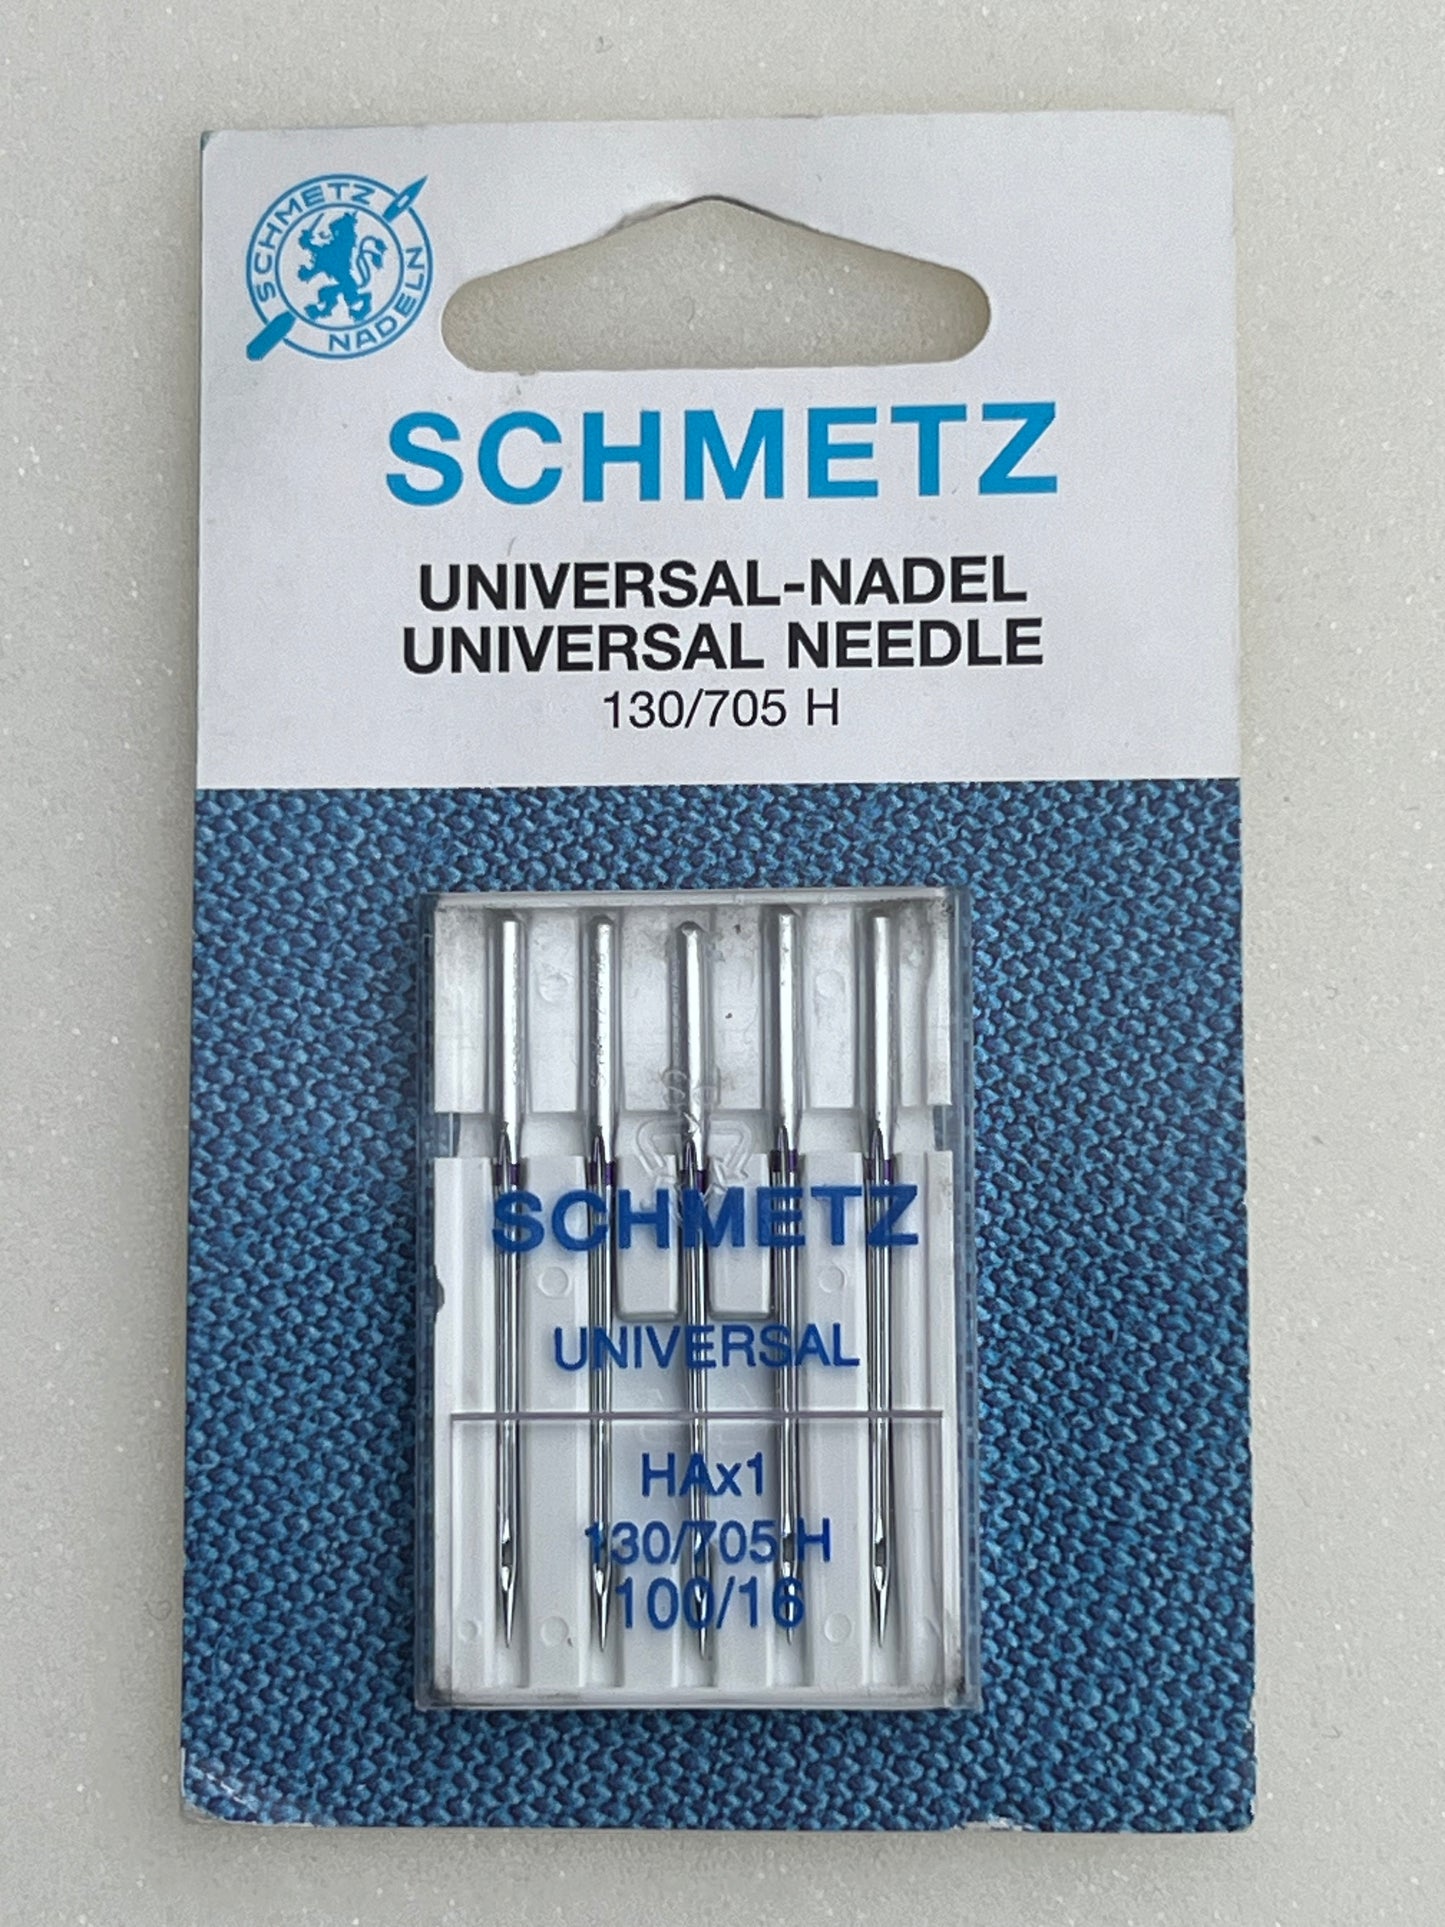 SCHMETZ
NADELN
SCHMETZ
UNIVERSAL-NADEL
UNIVERSAL NEEDLE
130/705 H
SCHMETZ
UNIVERSAL
HAx1
130/705 H
100/16